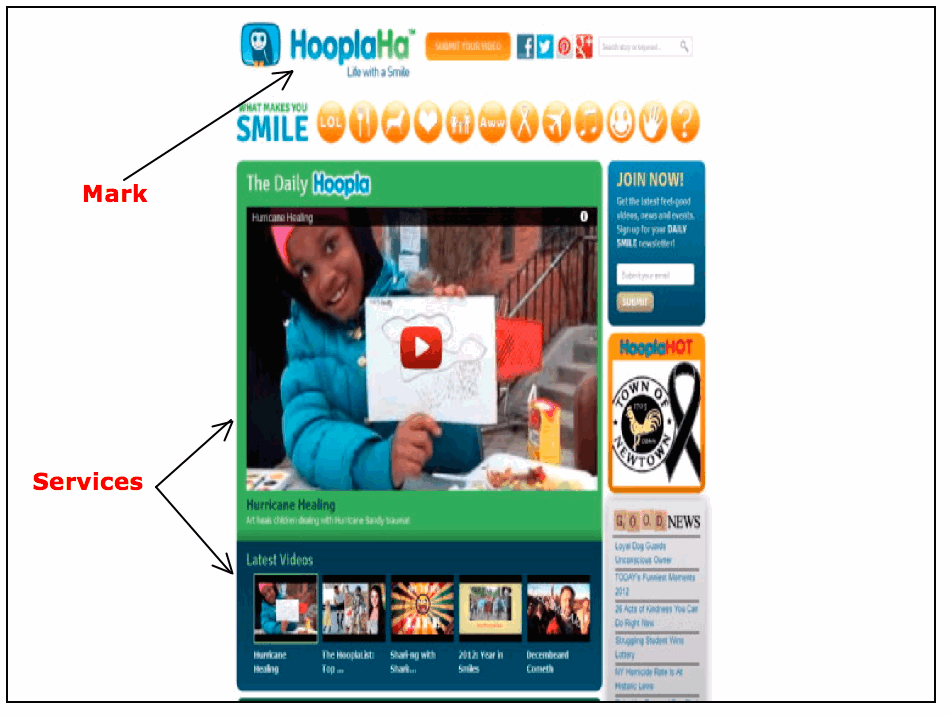 HooplaHa™
Life with a Smile
SUBMIT YOUR VIDEO
Search story or keyword...
WHAT MAKES YOU
SMILE
LOL
Aww
?
Mark
The Daily Hoopla
Hurricane Healing
JOIN NOW!
Get the latest feel-good
videos, news and events.
Sign up for your DAILY
SMILE newsletter!
Submit your email
SUBMIT
HooplaHOT
TOWN OF
1705
NEWTOWN
Services
Hurricane Healing
Art heals children dealing with Hurricane Sandy trauma!
GOOD NEWS
Loyal Dog Guards
Unconscious Owner
TODAY's Funniest Moments
2012
26 Acts of Kindness You Can
Do Right Now
Struggling Student Wins
Lottery
NY Homicide Rate Is At
Historic Lows
Latest Videos
Hurricane
Healing
The HooplaList:
Top ...
Shari-ng with
Shari...
2012: Year in
Smiles
Decembeard
Cometh